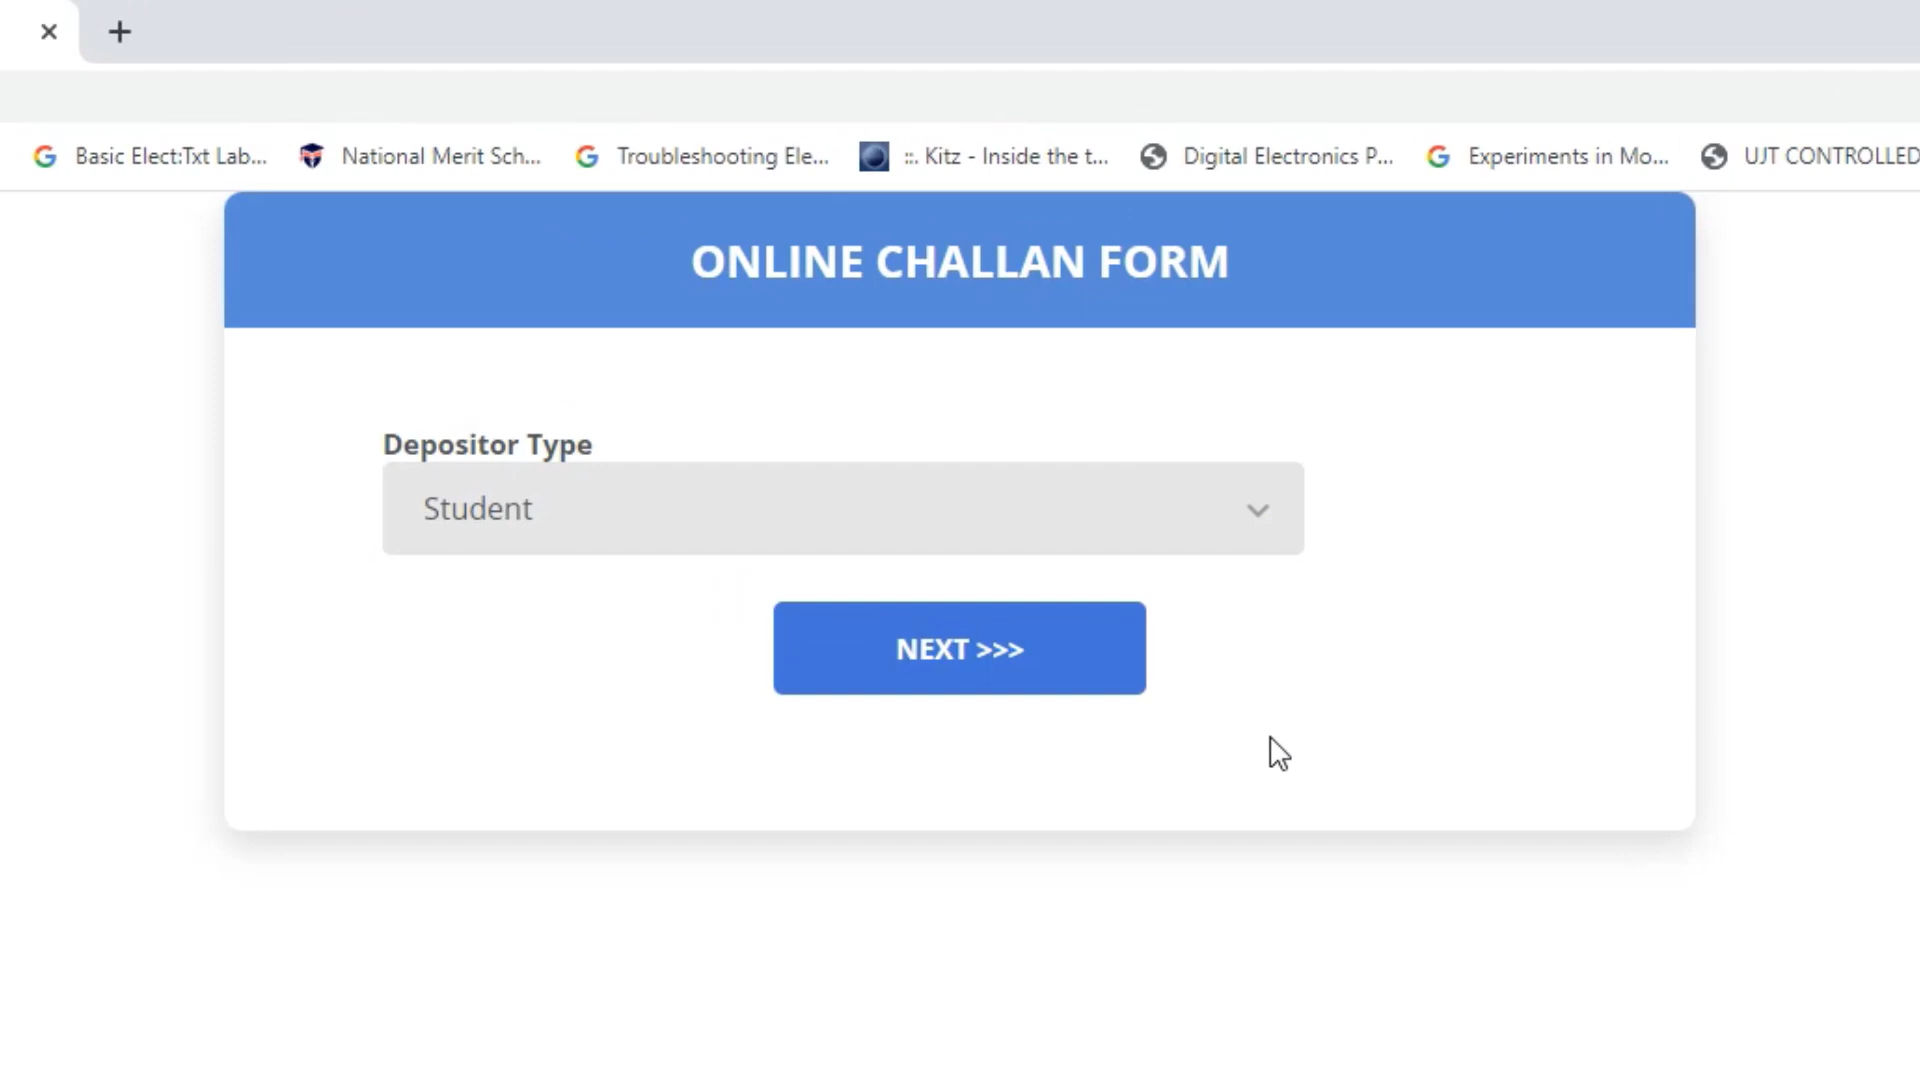 Basic Elect:Txt Lab... National Merit Sch... Troubleshooting Ele... ::. Kitz - Inside the t... Digital Electronics P... Experiments in Mo... UJT CONTROLLED
ONLINE CHALLAN FORM
Depositor Type
Student
NEXT >>>